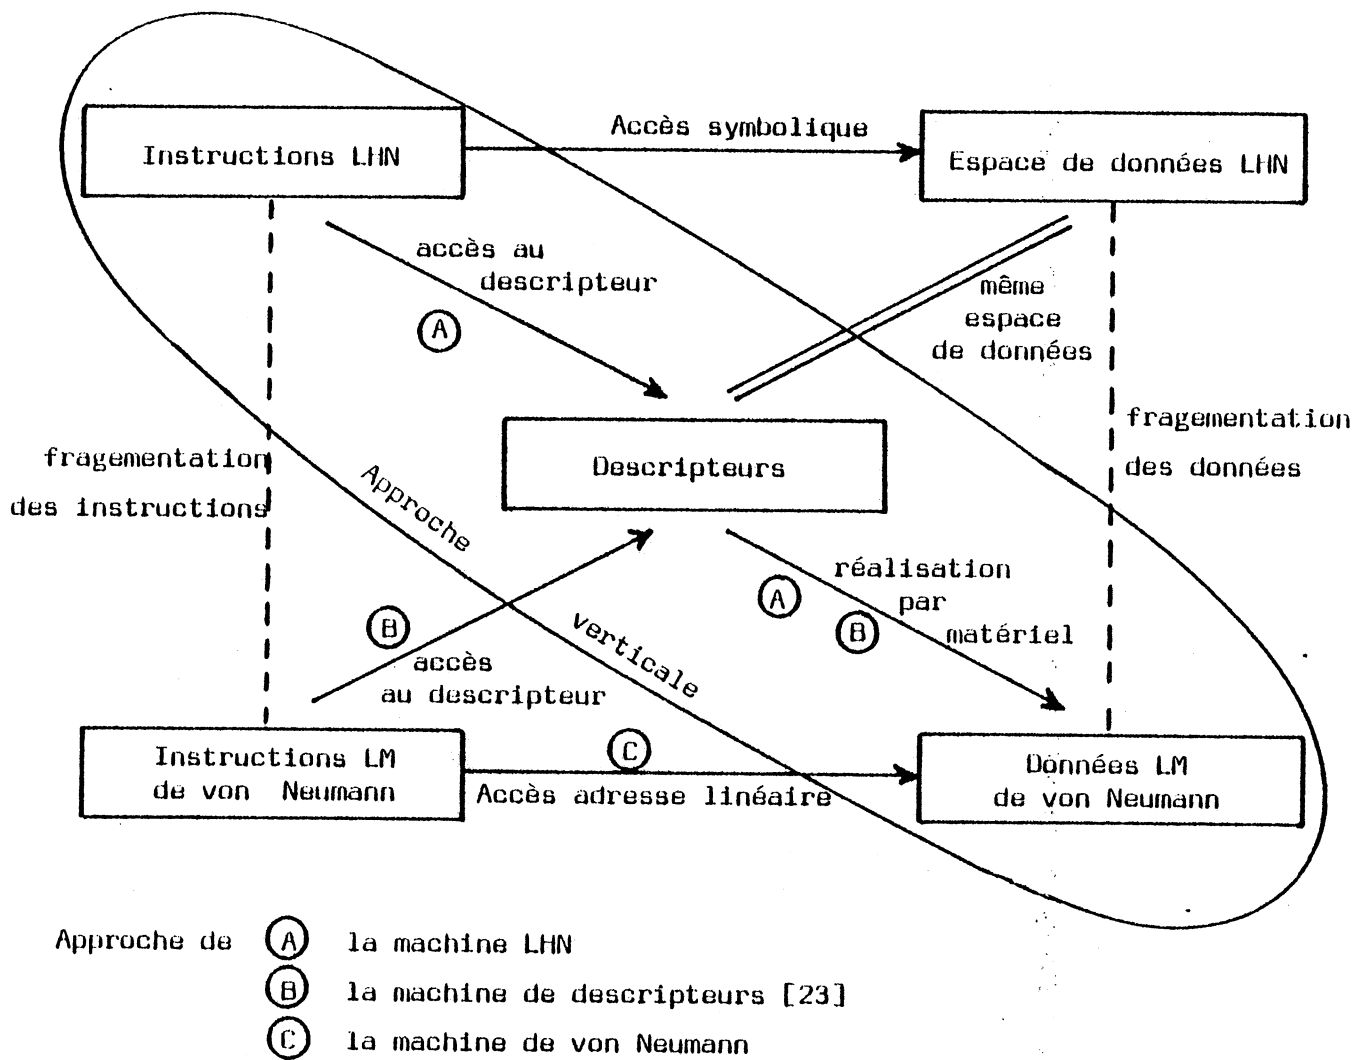 Accès symbolique
Instructions LHN
Espace de données LHN
accès au
descripteur
A
même
espace
de données
fragementation
des données
fragementation
des instructions
Descripteurs
Approche
verticale
réalisation
par
matériel
A
B
B
accès
au descripteur
Instructions LM
de von Neumann
C
Accès adresse linéaire
Données LM
de von Neumann
Approche de A la machine LHN
B la machine de descripteurs [23]
C la machine de von Neumann